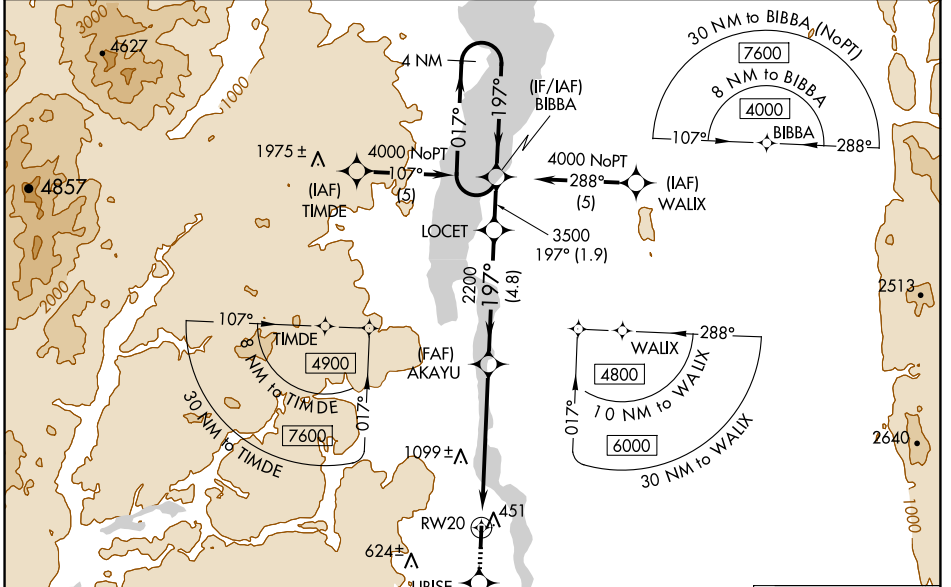 3000
4627
1000
4 NM
017°
197°
(IF/IAF)
BIBBA
30 NM to BIBBA (NoPT)
7600
8 NM to BIBBA
4000
BIBBA
107°
288°
1975 ±
4000 NoPT
107°
(5)
(IAF)
TIMDE
4000 NoPT
288°
(5)
(IAF)
WALIX
4857
LOCET
3500
197° (1.9)
2200
197°
(4.8)
2000
2513
107°
TIMDE
4900
8 NM to TIMDE
017°
7600
30 NM to TIMDE
(FAF)
AKAYU
WALIX
288°
4800
10 NM to WALIX
017°
6000
30 NM to WALIX
1099 ±
2640
RW20
451
624 ±
1000